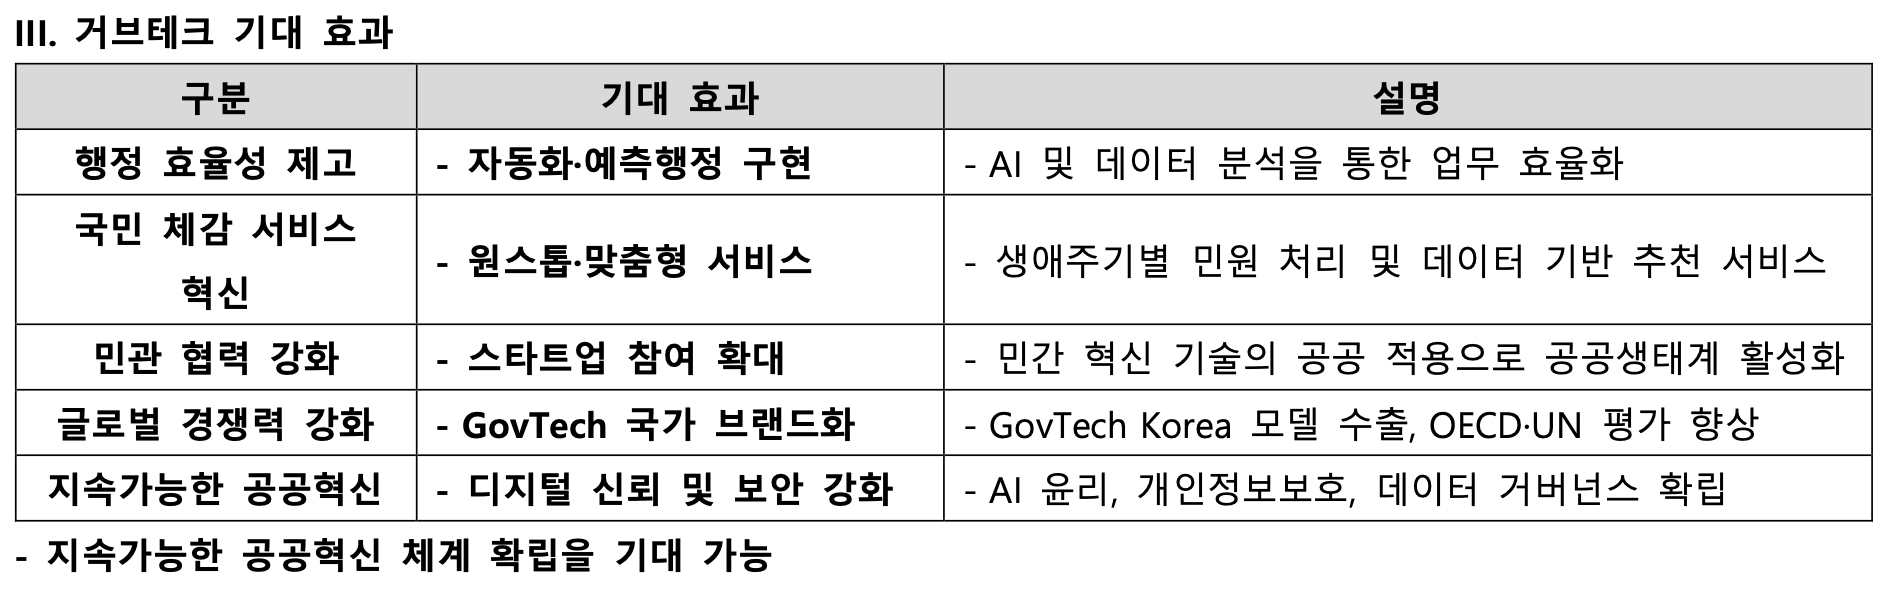 III. 거브테크 기대 효과
구분 기대 효과 설명
행정 효율성 제고 - 자동화·예측행정 구현 - AI 및 데이터 분석을 통한 업무 효율화
국민 체감 서비스
혁신 - 원스톱·맞춤형 서비스 - 생애주기별 민원 처리 및 데이터 기반 추천 서비스
민관 협력 강화 - 스타트업 참여 확대 - 민간 혁신 기술의 공공 적용으로 공공생태계 활성화
글로벌 경쟁력 강화 - GovTech 국가 브랜드화 - GovTech Korea 모델 수출, OECD·UN 평가 향상
지속가능한 공공혁신 - 디지털 신뢰 및 보안 강화 - AI 윤리, 개인정보보호, 데이터 거버넌스 확립
- 지속가능한 공공혁신 체계 확립을 기대 가능